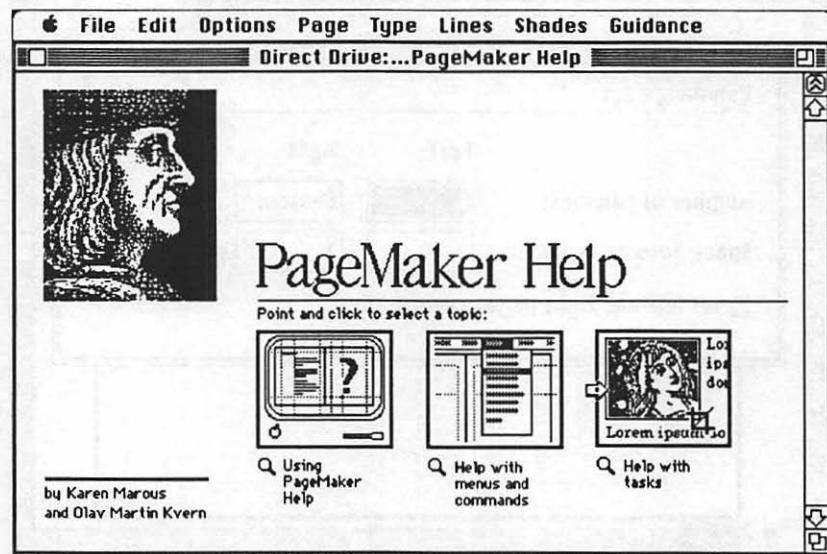 File Edit Options Page Type Lines Shades Guidance
Direct Drive:...PageMaker Help
PageMaker Help
Point and click to select a topic:
?
Lorem ipsum
Using
PageMaker
Help
Help with
menus and
commands
Help with
tasks
by Karen Marous
and Olav Martin Kvern